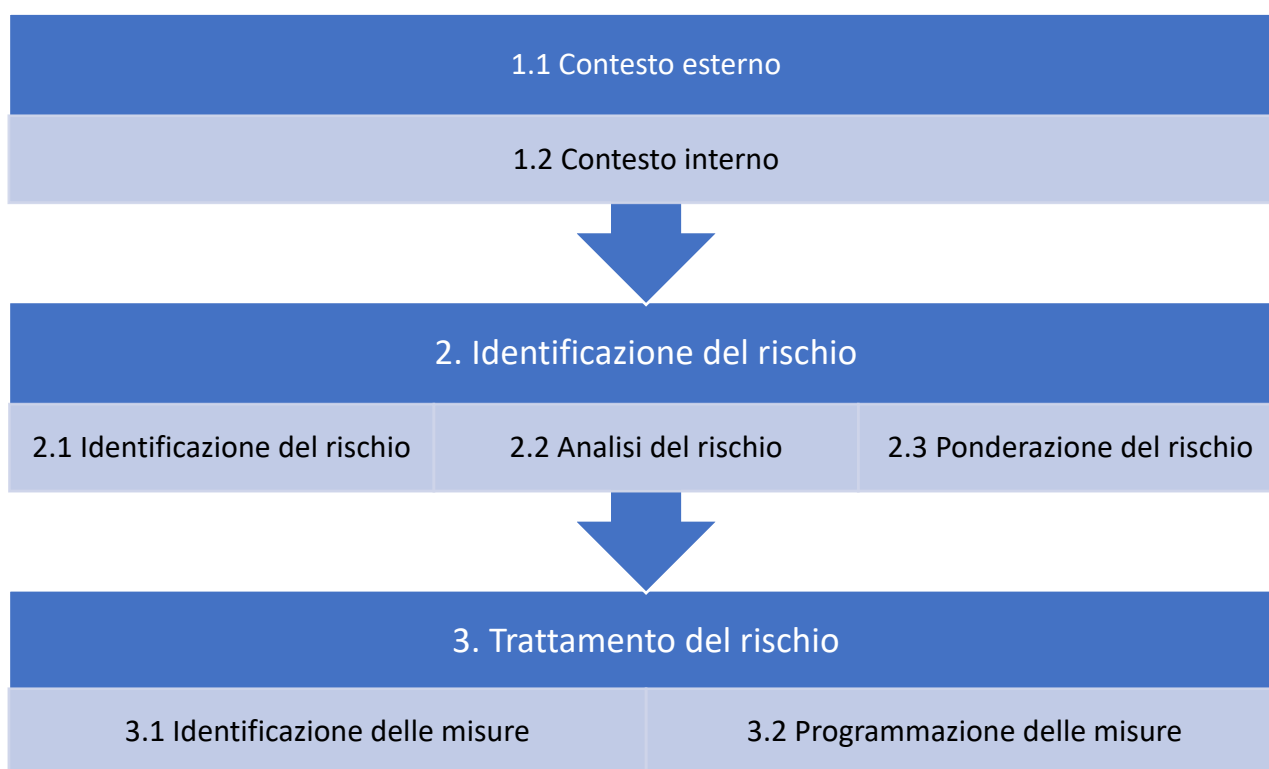 1.1 Contesto esterno
1.2 Contesto interno
2. Identificazione del rischio
2.1 Identificazione del rischio
2.2 Analisi del rischio
2.3 Ponderazione del rischio
3. Trattamento del rischio
3.1 Identificazione delle misure
3.2 Programmazione delle misure